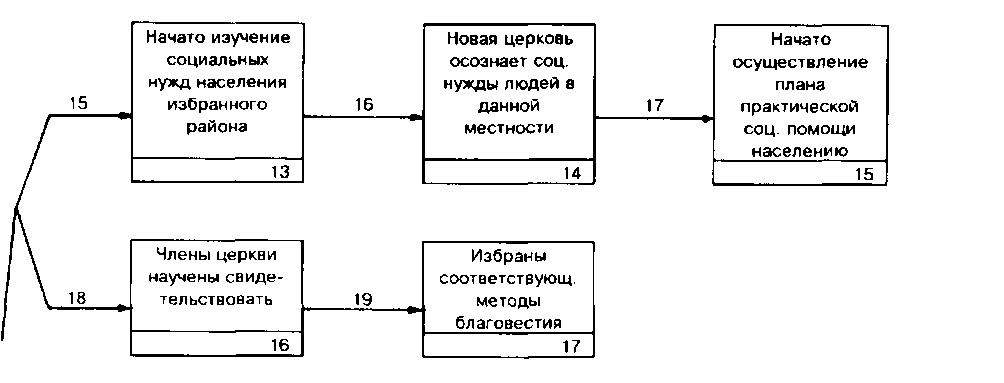 15
Начато изучение
социальных
нужд населения
избранного
района
13
16
Новая церковь
осознает соц.
нужды людей в
данной
местности
14
17
Начато
осуществление
плана
практической
соц. помощи
населению
15
18
Члены церкви
научены свиде-
тельствовать
16
19
Избраны
соответствующ.
методы
благовестия
17